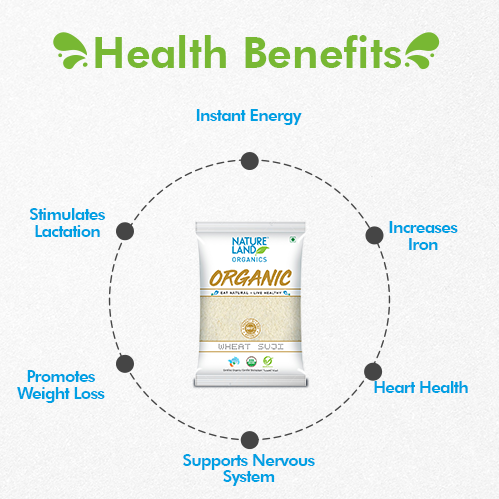 Health Benefits
Instant Energy
Stimulates
Lactation
Increases
Iron
NATURE
LAND
ORGANICS
ORGANIC
EAT NATURAL • LIVE HEALTHY
WHEAT SUJI
Promotes
Weight Loss
Heart Health
Supports Nervous
System